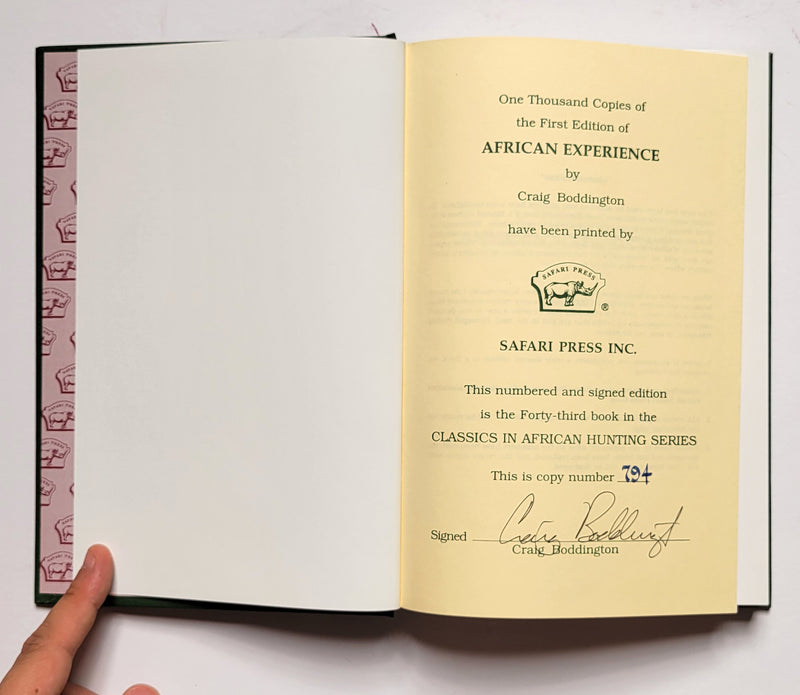 One Thousand Copies of
the First Edition of
AFRICAN EXPERIENCE
by
Craig Boddington
have been printed by
SAFARI PRESS
®
SAFARI PRESS INC.
This numbered and signed edition
is the Forty-third book in the
CLASSICS IN AFRICAN HUNTING SERIES
This is copy number 794
Signed Craig Boddington
Craig Boddington